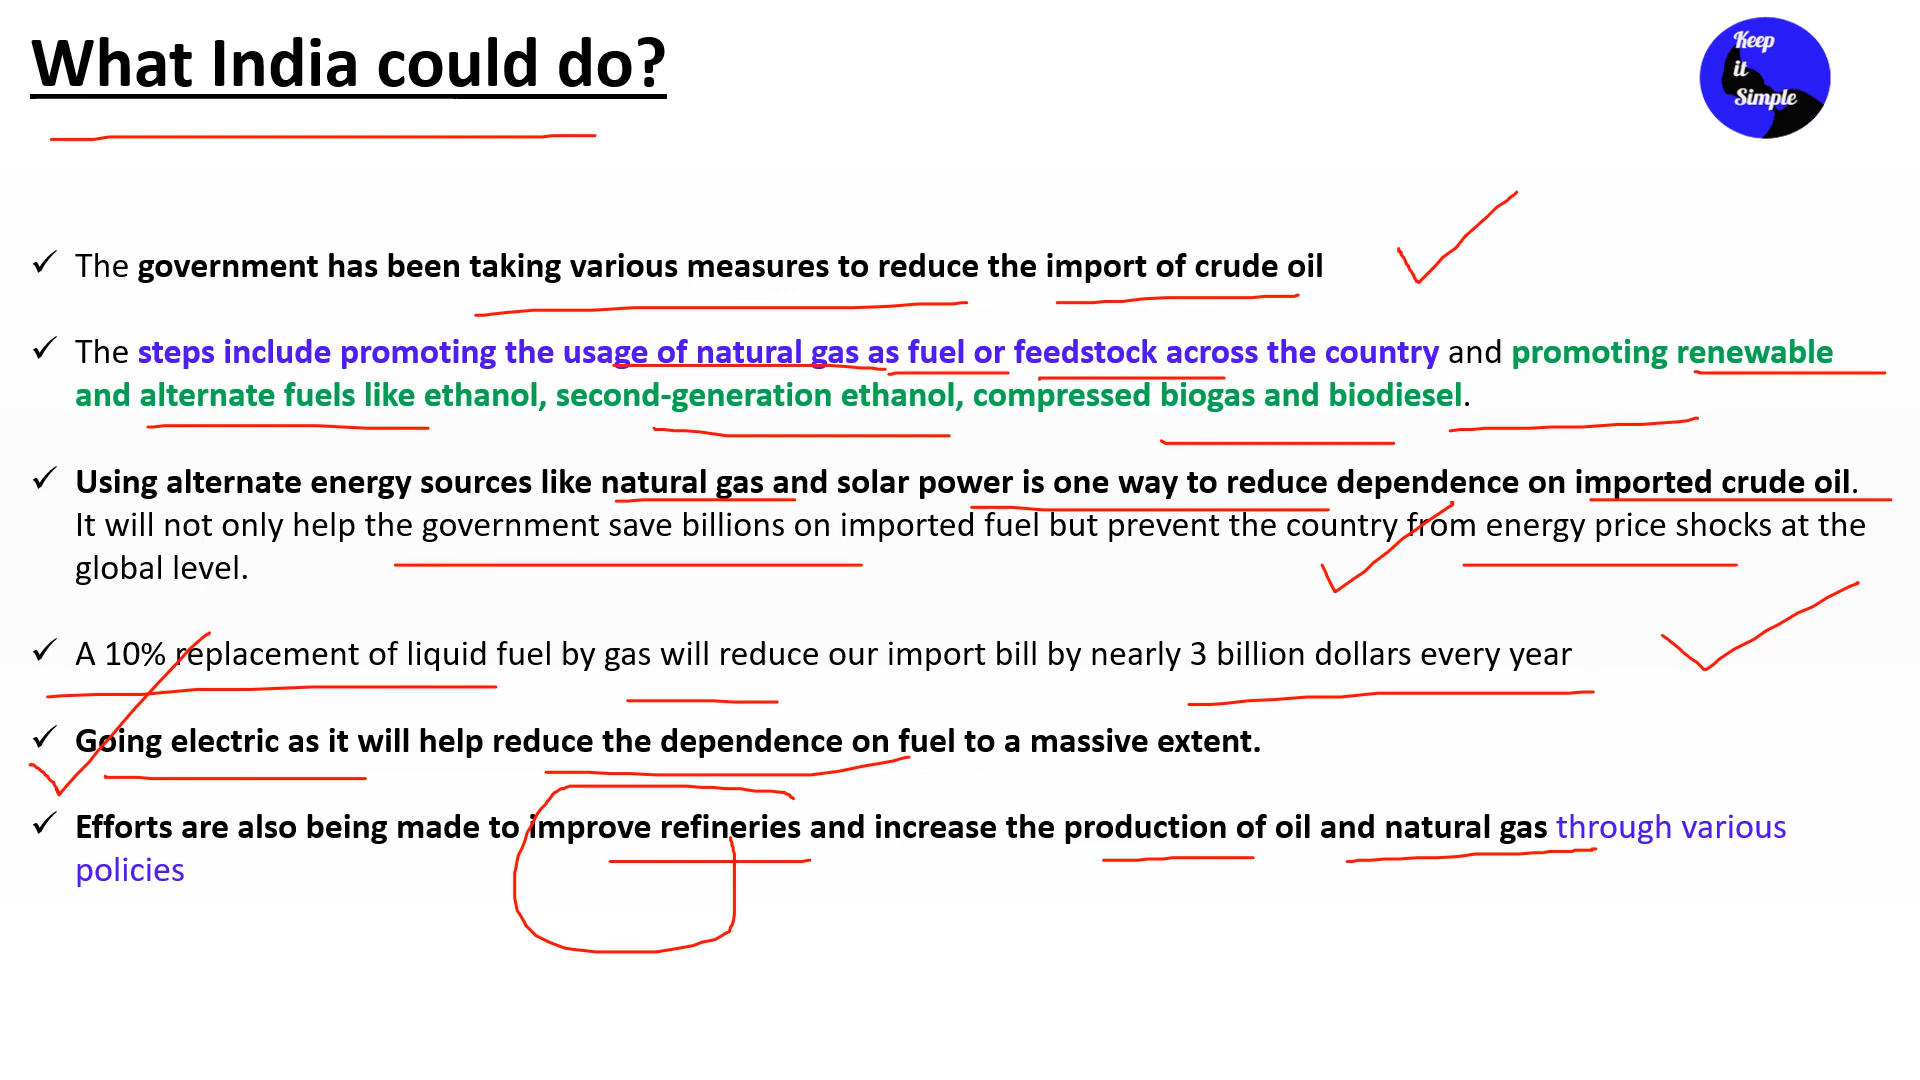 What India could do?
Keep
it
Simple
✓ The government has been taking various measures to reduce the import of crude oil
✓ The steps include promoting the usage of natural gas as fuel or feedstock across the country and promoting renewable
and alternate fuels like ethanol, second-generation ethanol, compressed biogas and biodiesel.
✓ Using alternate energy sources like natural gas and solar power is one way to reduce dependence on imported crude oil.
It will not only help the government save billions on imported fuel but prevent the country from energy price shocks at the
global level.
✓ A 10% replacement of liquid fuel by gas will reduce our import bill by nearly 3 billion dollars every year
✓ Going electric as it will help reduce the dependence on fuel to a massive extent.
✓ Efforts are also being made to improve refineries and increase the production of oil and natural gas through various
policies